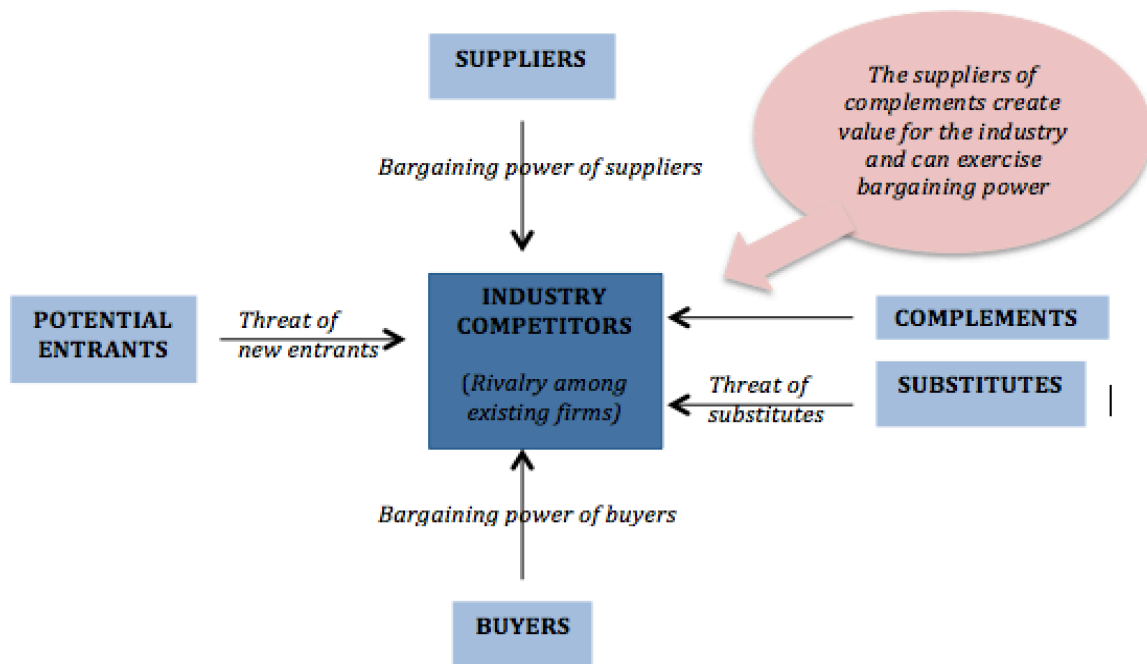 SUPPLIERS
The suppliers of
complements create
value for the industry
and can exercise
bargaining power
Bargaining power of suppliers
POTENTIAL
ENTRANTS
Threat of
new entrants
INDUSTRY
COMPETITORS
(Rivalry among
existing firms)
COMPLEMENTS
SUBSTITUTES
Threat of
substitutes
Bargaining power of buyers
BUYERS